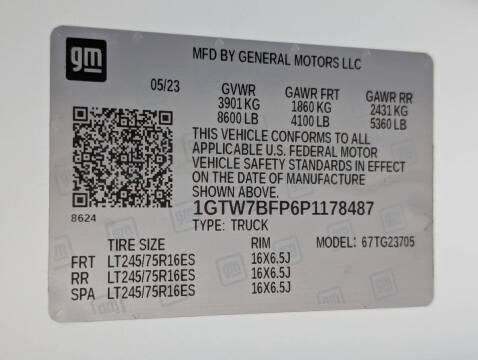 gm
MFD BY GENERAL MOTORS LLC
05/23 GVWR GAWR FRT GAWR RR
3901 KG 1860 KG 2431 KG
8600 LB 4100 LB 5360 LB
THIS VEHICLE CONFORMS TO ALL
APPLICABLE U.S. FEDERAL MOTOR
VEHICLE SAFETY STANDARDS IN EFFECT
ON THE DATE OF MANUFACTURE
SHOWN ABOVE.
8624
1GTW7BFP6P1178487
TYPE: TRUCK
TIRE SIZE RIM MODEL: 67TG23705
FRT LT245/75R16ES 16X6.5J
RR LT245/75R16ES 16X6.5J
SPA LT245/75R16ES 16X6.5J